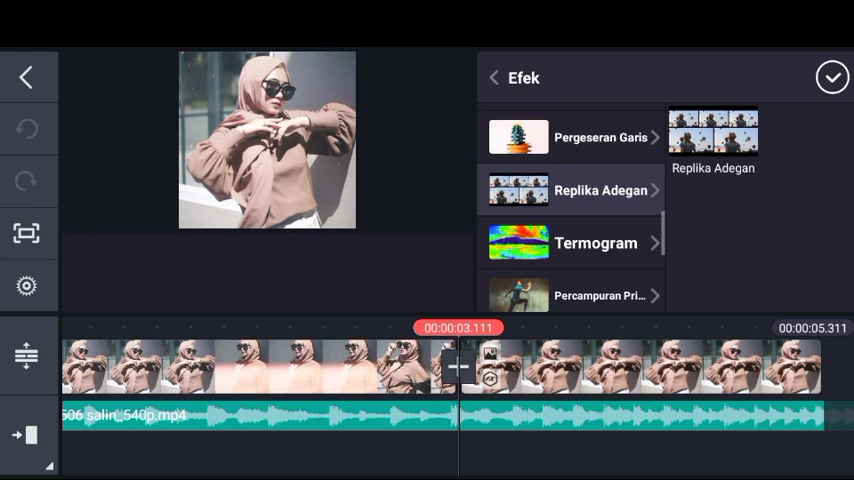 Efek
Pergeseran Garis
Replika Adegan
Replika Adegan
Termogram
Percampuran Pri...
00:00:03.111
00:00:05.311
506 salin_540p.mp4